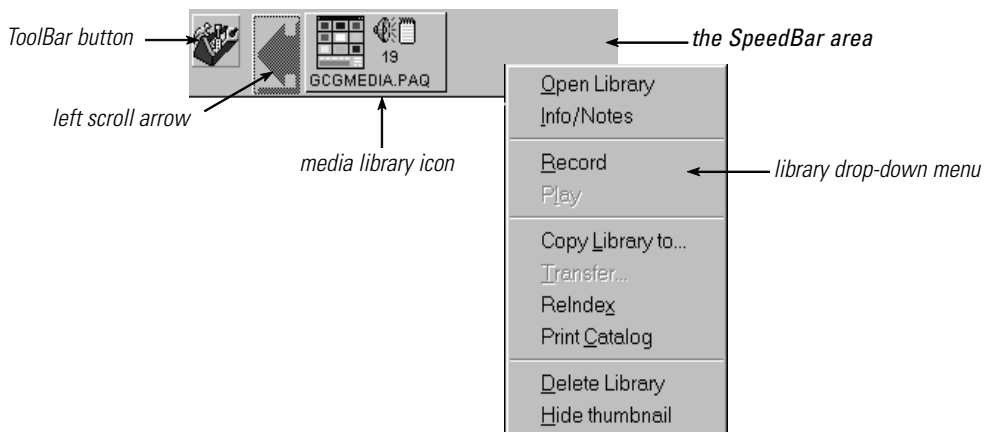 ToolBar button
the SpeedBar area
19
GCGMEDIA.PAQ
left scroll arrow
media library icon
Open Library
Info/Notes
Record
library drop-down menu
Play
Copy Library to...
Transfer...
ReIndex
Print Catalog
Delete Library
Hide thumbnail